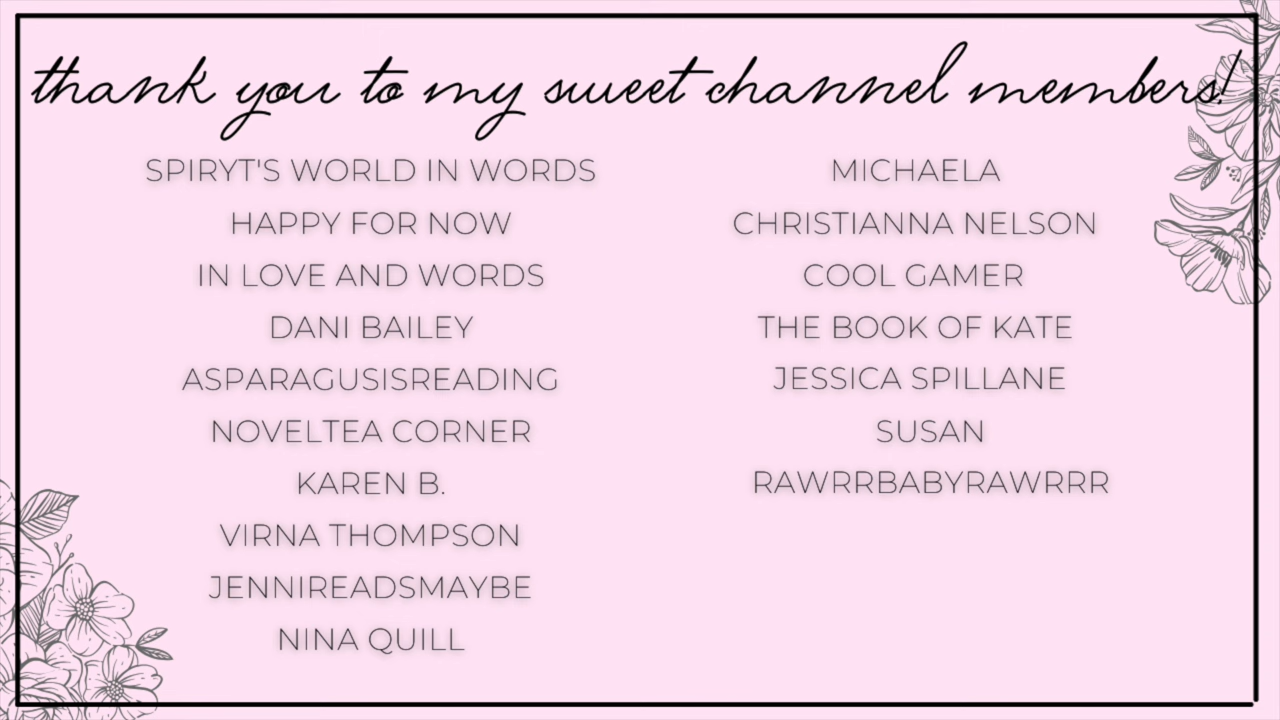 thank you to my sweet channel members!
SPIRYT'S WORLD IN WORDS
HAPPY FOR NOW
IN LOVE AND WORDS
DANI BAILEY
ASPARAGUSISREADING
NOVELTEA CORNER
KAREN B.
VIRNA THOMPSON
JENNIREADSMAYBE
NINA QUILL
MICHAELA
CHRISTIANNA NELSON
COOL GAMER
THE BOOK OF KATE
JESSICA SPILLANE
SUSAN
RAWRRBABYRAWRRR